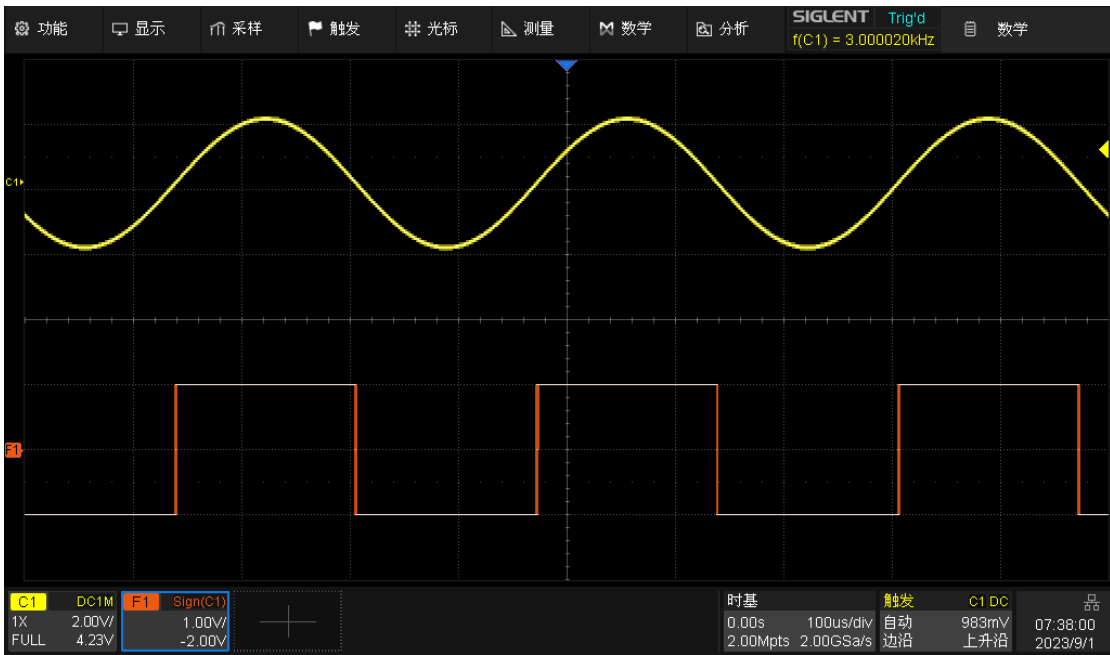 功能 显示 采样 触发 光标 测量 数学 分析 SIGLENT Trig'd 数学
f(C1) = 3.000020kHz
C1
F1
C1 DC1M F1 Sign(C1) 时基 触发 C1 DC
1X 2.00V/ 1.00V/ 0.00s 100us/div 自动 983mV 07:38:00
FULL 4.23V -2.00V 2.00Mpts 2.00GSa/s 边沿 上升沿 2023/9/1